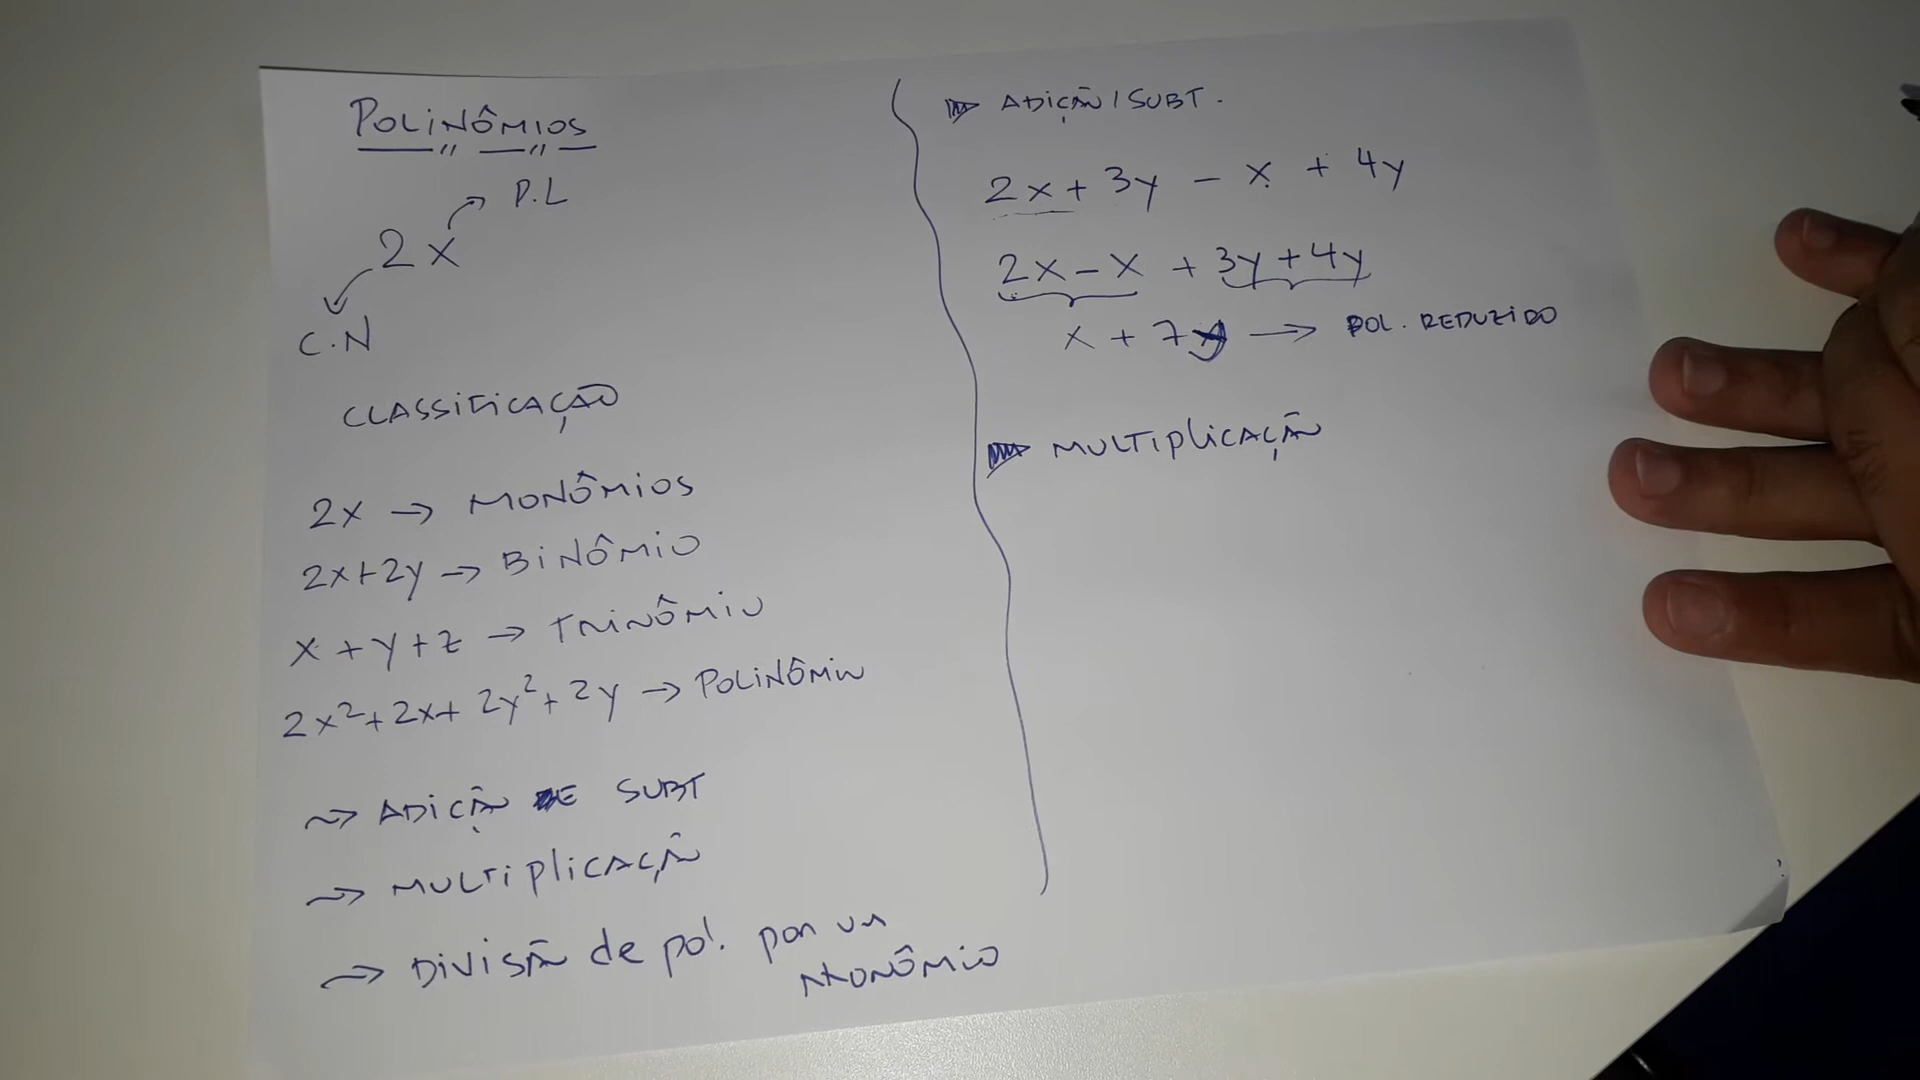 POLINÔMIOS
P.L
2x
C.N
CLASSIFICAÇÃO
2x → MONÔMIOS
2x+2y → BINÔMIO
x+y+z → TRINÔMIO
2x²+2x+2y²+2y → POLINÔMIO
~> ADIÇÃO E SUBT
~> MULTIPLICAÇÃO
~> DIVISÃO de pol. por um
MONÔMIO
ADIÇÃO / SUBT.
2x + 3y - x + 4y
2x - x + 3y + 4y
x + 7y → POL. REDUZIDO
MULTIPLICAÇÃO